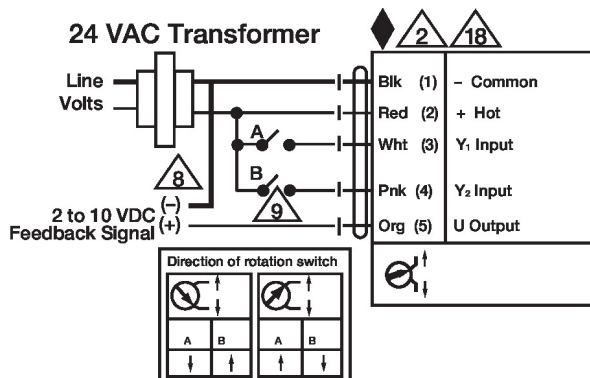 24 VAC Transformer
2 18
Line
Volts
Blk (1) – Common
Red (2) + Hot
A
Wht (3) Y₁ Input
B
Pnk (4) Y₂ Input
8
9
2 to 10 VDC (–)
Feedback Signal (+)
Org (5) U Output
Direction of rotation switch
A B A B